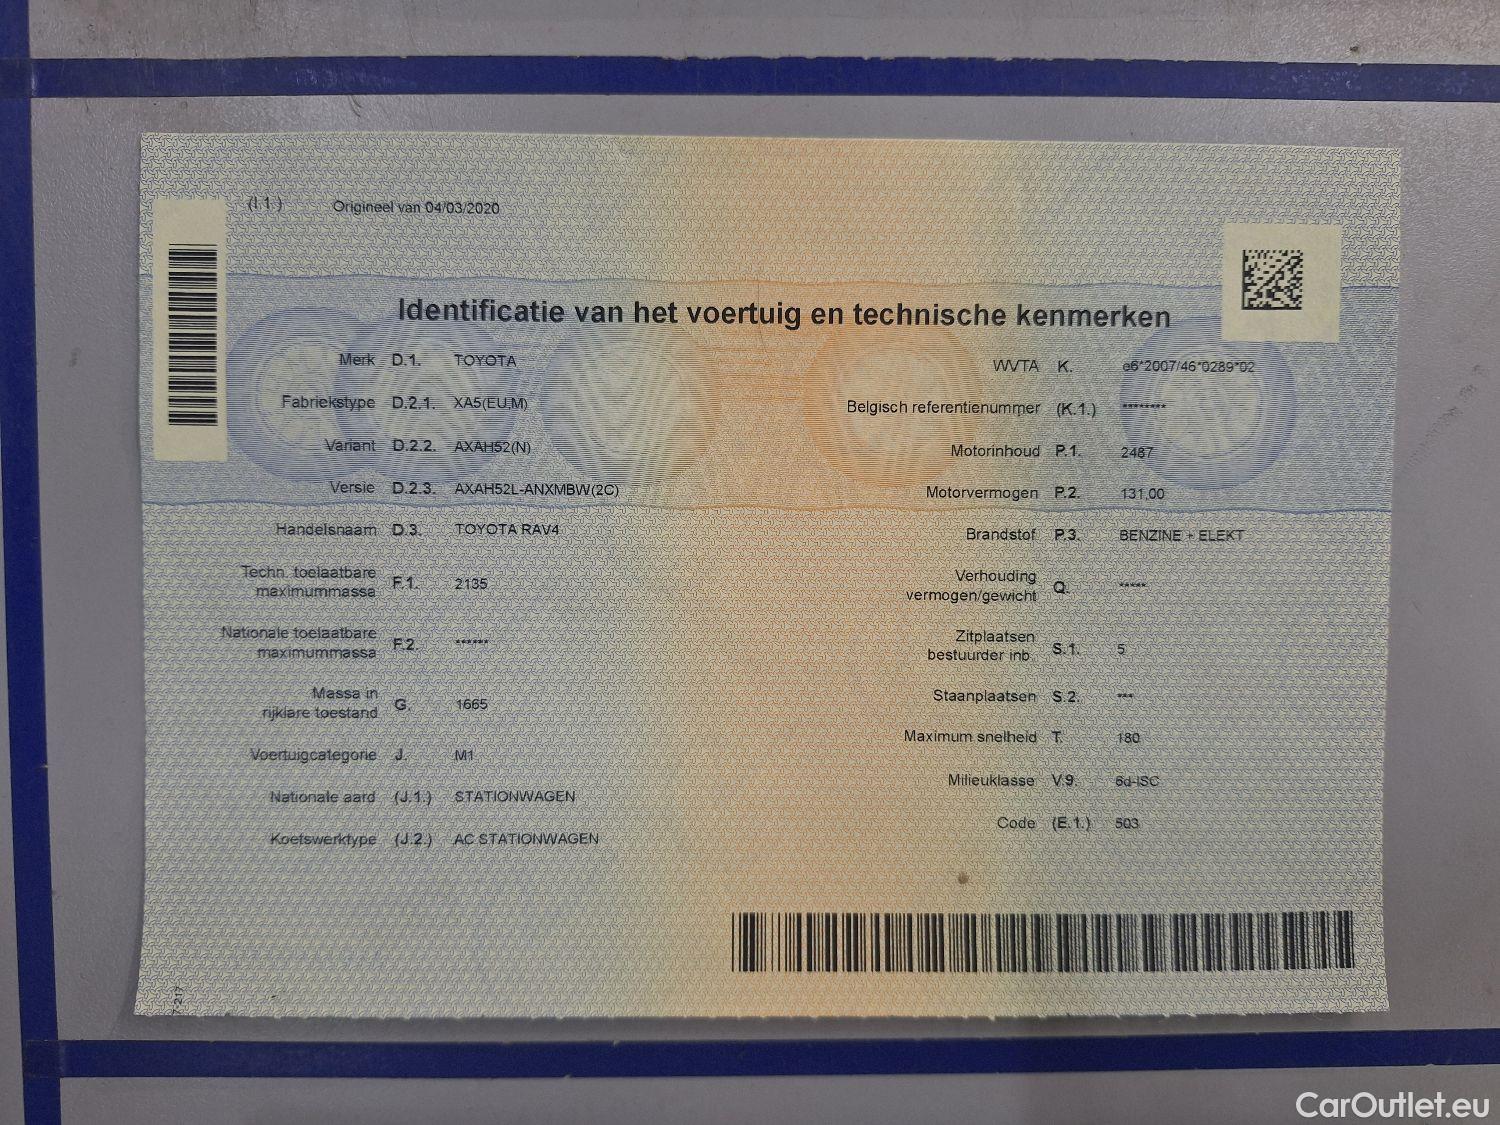 (I.1.) Origineel van 04/03/2020
Identificatie van het voertuig en technische kenmerken
Merk D.1. TOYOTA
Fabriekstype D.2.1. XA5(EU,M)
Variant D.2.2. AXAH52(N)
Versie D.2.3. AXAH52L-ANXMBW(2C)
Handelsnaam D.3. TOYOTA RAV4
Techn. toelaatbare
maximummassa F.1. 2135
Nationale toelaatbare
maximummassa F.2. ******
Massa in
rijklare toestand G. 1665
Voertuigcategorie J. M1
Nationale aard (J.1.) STATIONWAGEN
Koetswerktype (J.2.) AC STATIONWAGEN
WVTA K. e6*2007/46*0289*02
Belgisch referentienummer (K.1.) ********
Motorinhoud P.1. 2487
Motorvermogen P.2. 131,00
Brandstof P.3. BENZINE + ELEKT
Verhouding
vermogen/gewicht Q. *****
Zitplaatsen
bestuurder inb. S.1. 5
Staanplaatsen S.2. ***
Maximum snelheid T. 180
Milieuklasse V.9. 6d-ISC
Code (E.1.) 503
7-217
CarOutlet.eu